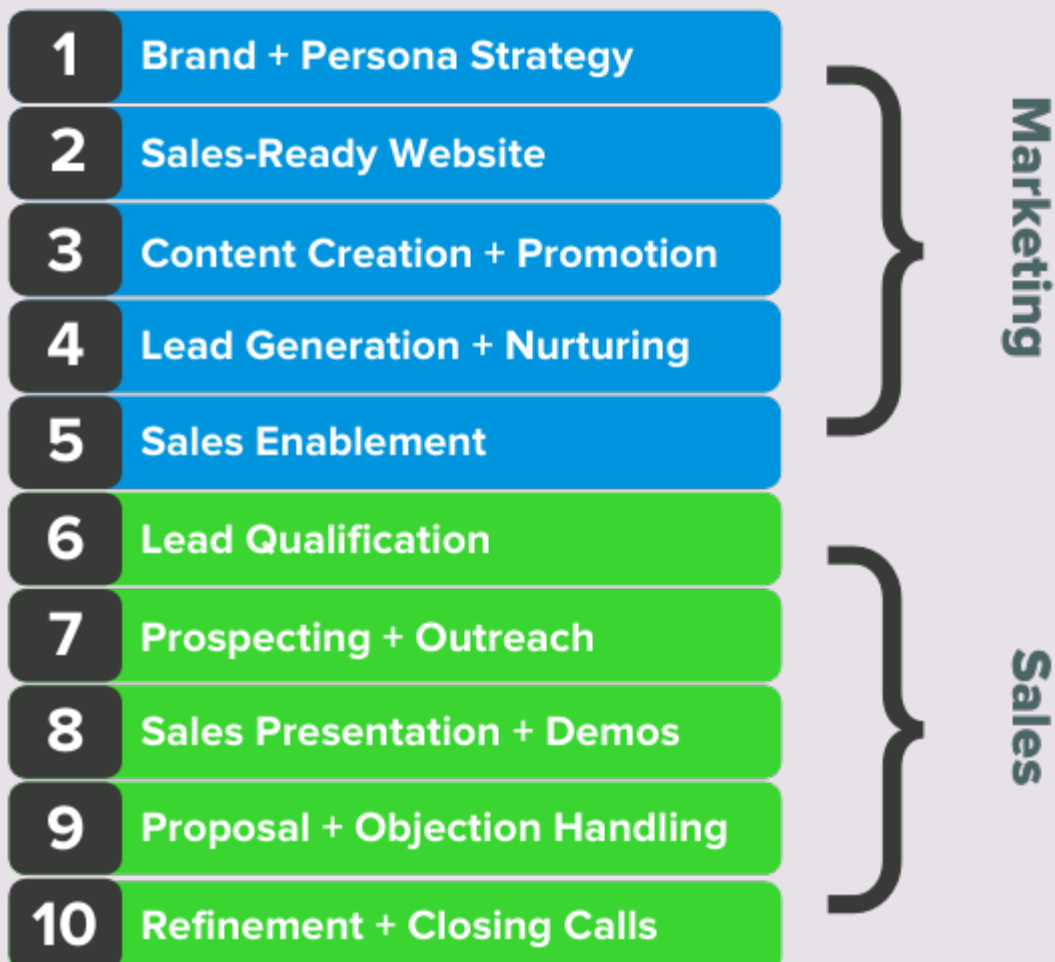 1 Brand + Persona Strategy
2 Sales-Ready Website
3 Content Creation + Promotion
4 Lead Generation + Nurturing
5 Sales Enablement
Marketing
6 Lead Qualification
7 Prospecting + Outreach
8 Sales Presentation + Demos
9 Proposal + Objection Handling
10 Refinement + Closing Calls
Sales